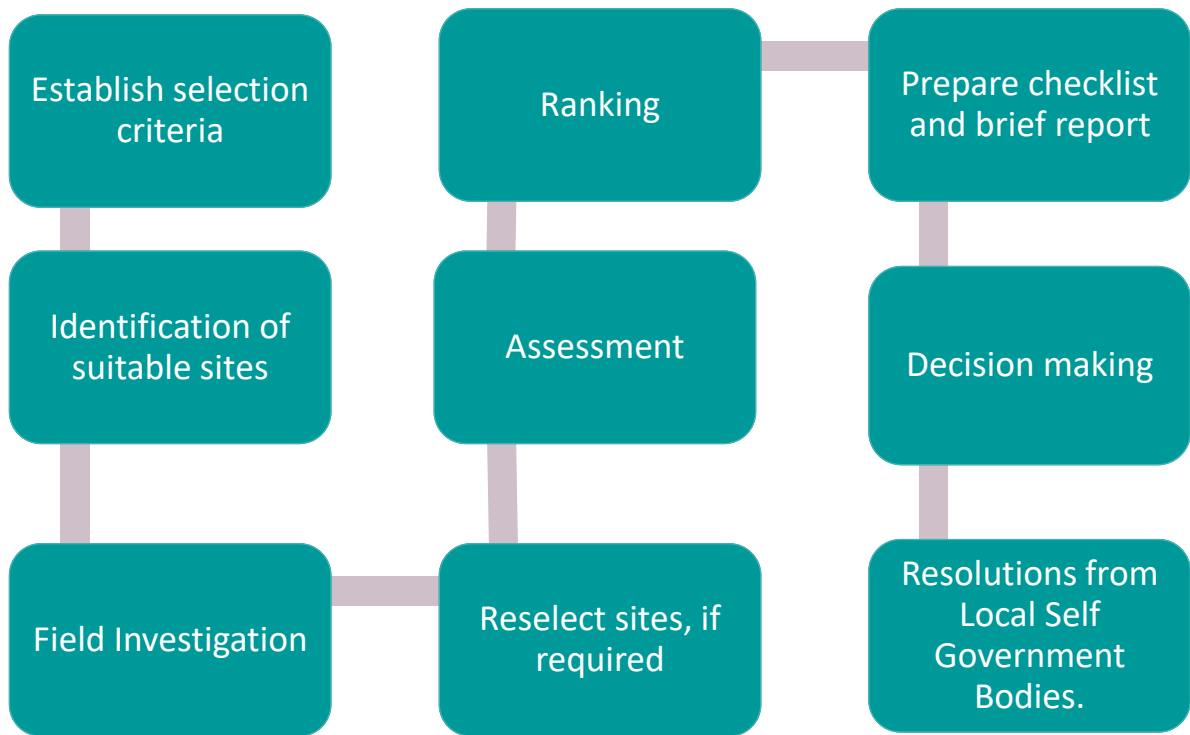 Establish selection
criteria
Identification of
suitable sites
Field Investigation
Reselect sites, if
required
Assessment
Ranking
Prepare checklist
and brief report
Decision making
Resolutions from
Local Self
Government
Bodies.